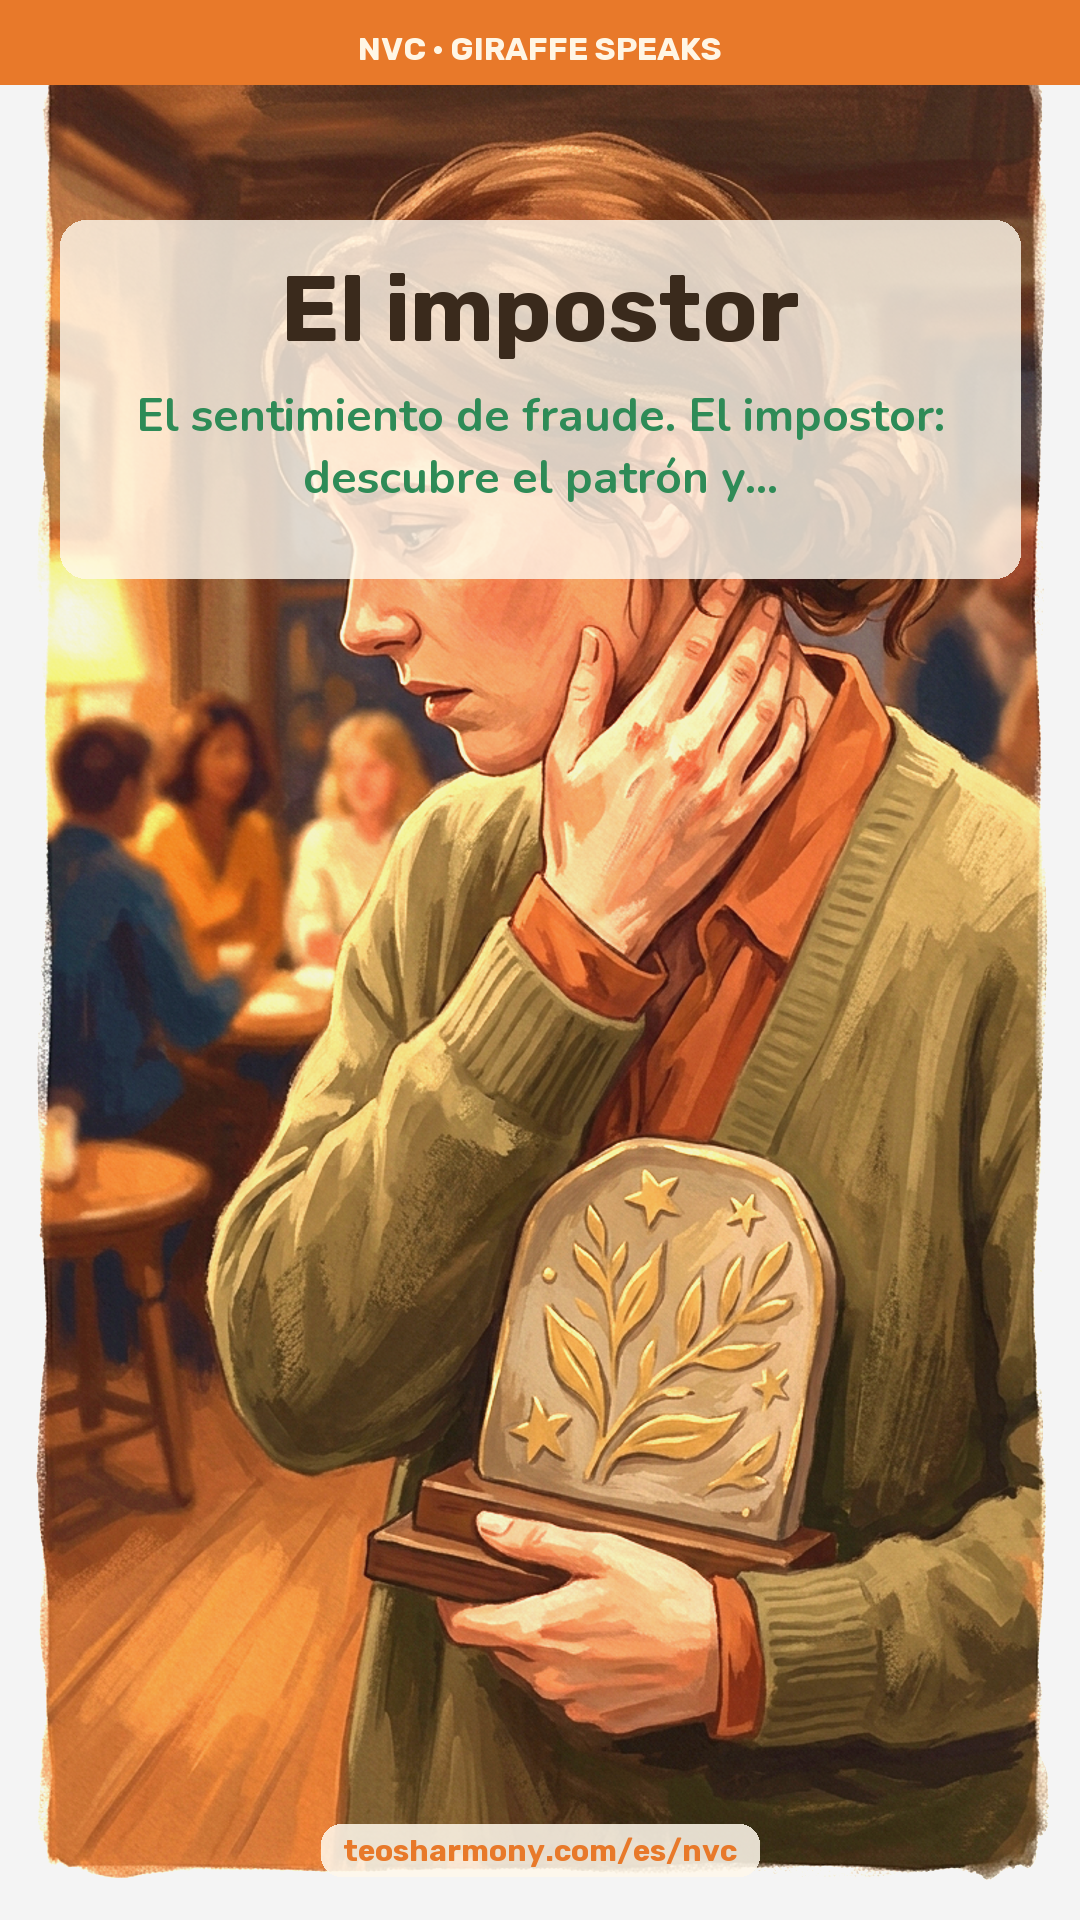 NVC • GIRAFFE SPEAKS
El impostor
El sentimiento de fraude. El impostor:
descubre el patrón y...
teosharmony.com/es/nvc